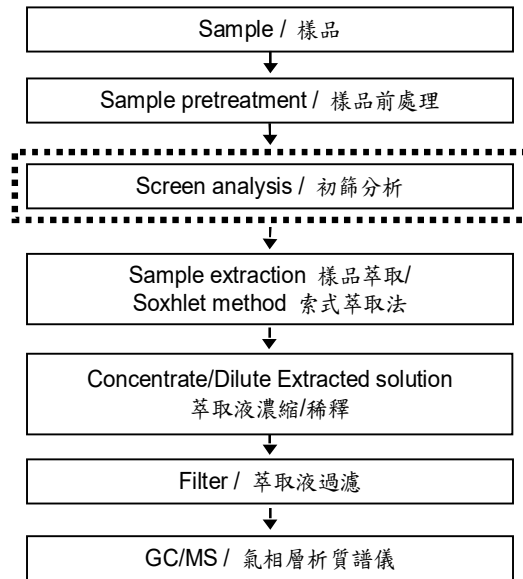 Sample / 樣品
Sample pretreatment / 樣品前處理
Screen analysis / 初篩分析
Sample extraction 樣品萃取/
Soxhlet method 索式萃取法
Concentrate/Dilute Extracted solution
萃取液濃縮/稀釋
Filter / 萃取液過濾
GC/MS / 氣相層析質譜儀